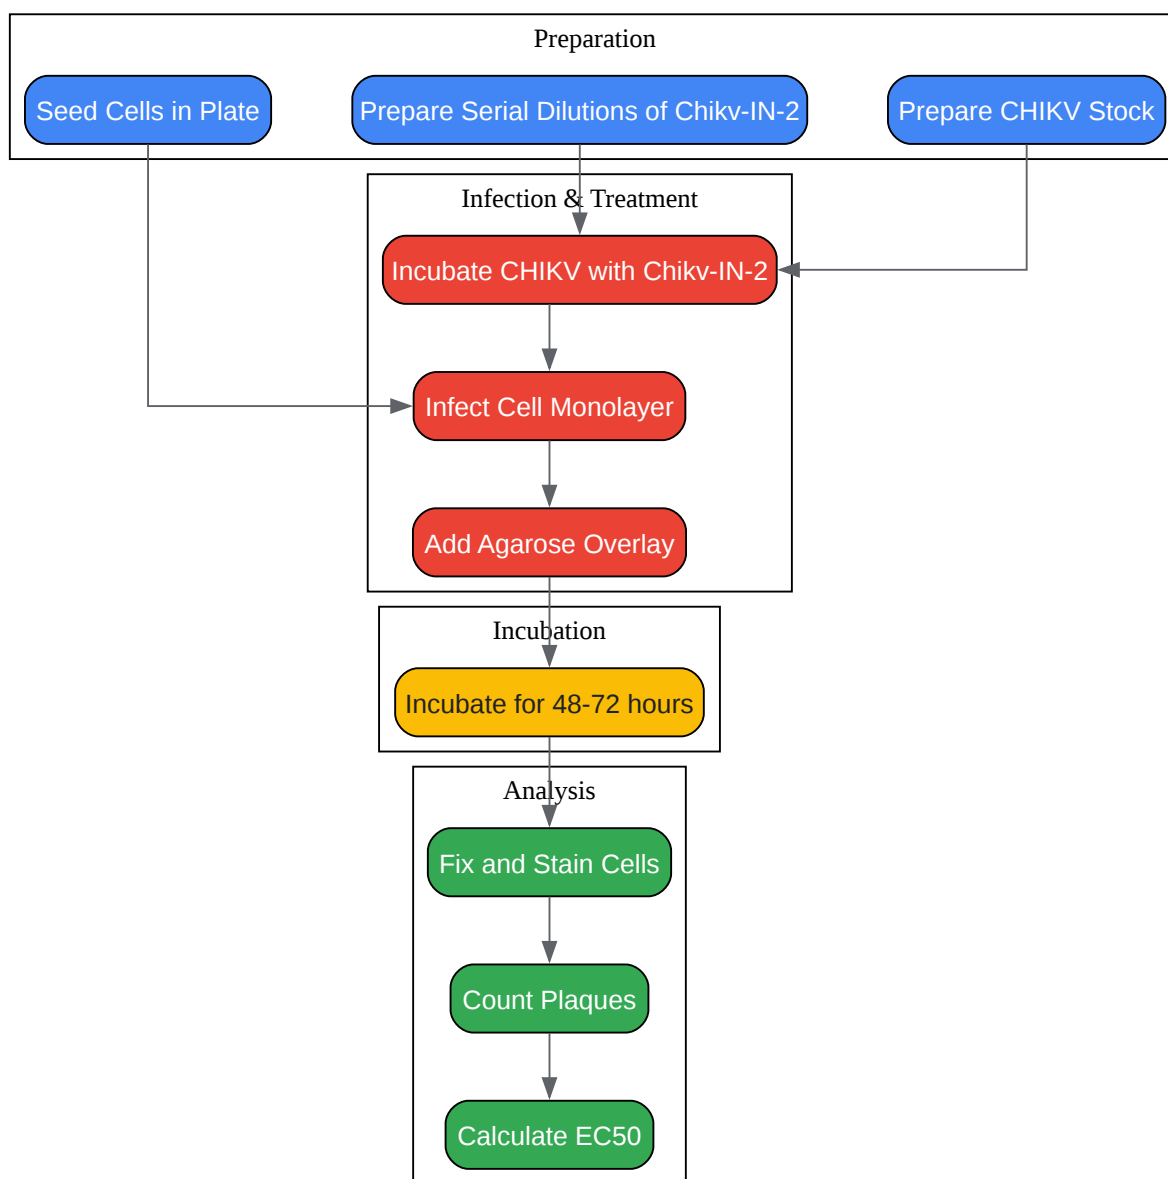 Preparation
Seed Cells in Plate
Prepare Serial Dilutions of Chikv-IN-2
Prepare CHIKV Stock
Infection & Treatment
Incubate CHIKV with Chikv-IN-2
Infect Cell Monolayer
Add Agarose Overlay
Incubation
Incubate for 48-72 hours
Analysis
Fix and Stain Cells
Count Plaques
Calculate EC50